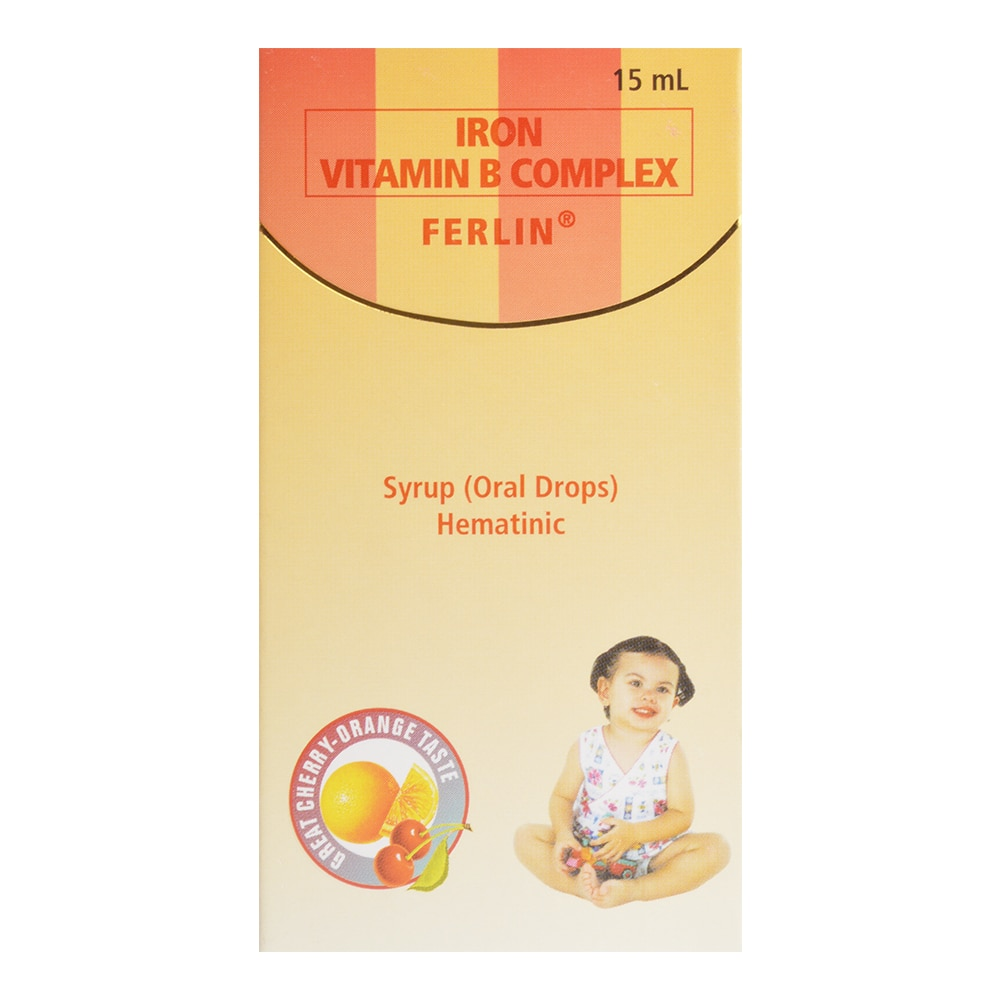 15 mL
IRON
VITAMIN B COMPLEX
FERLIN®
Syrup (Oral Drops)
Hematinic
GREAT CHERRY-ORANGE TASTE